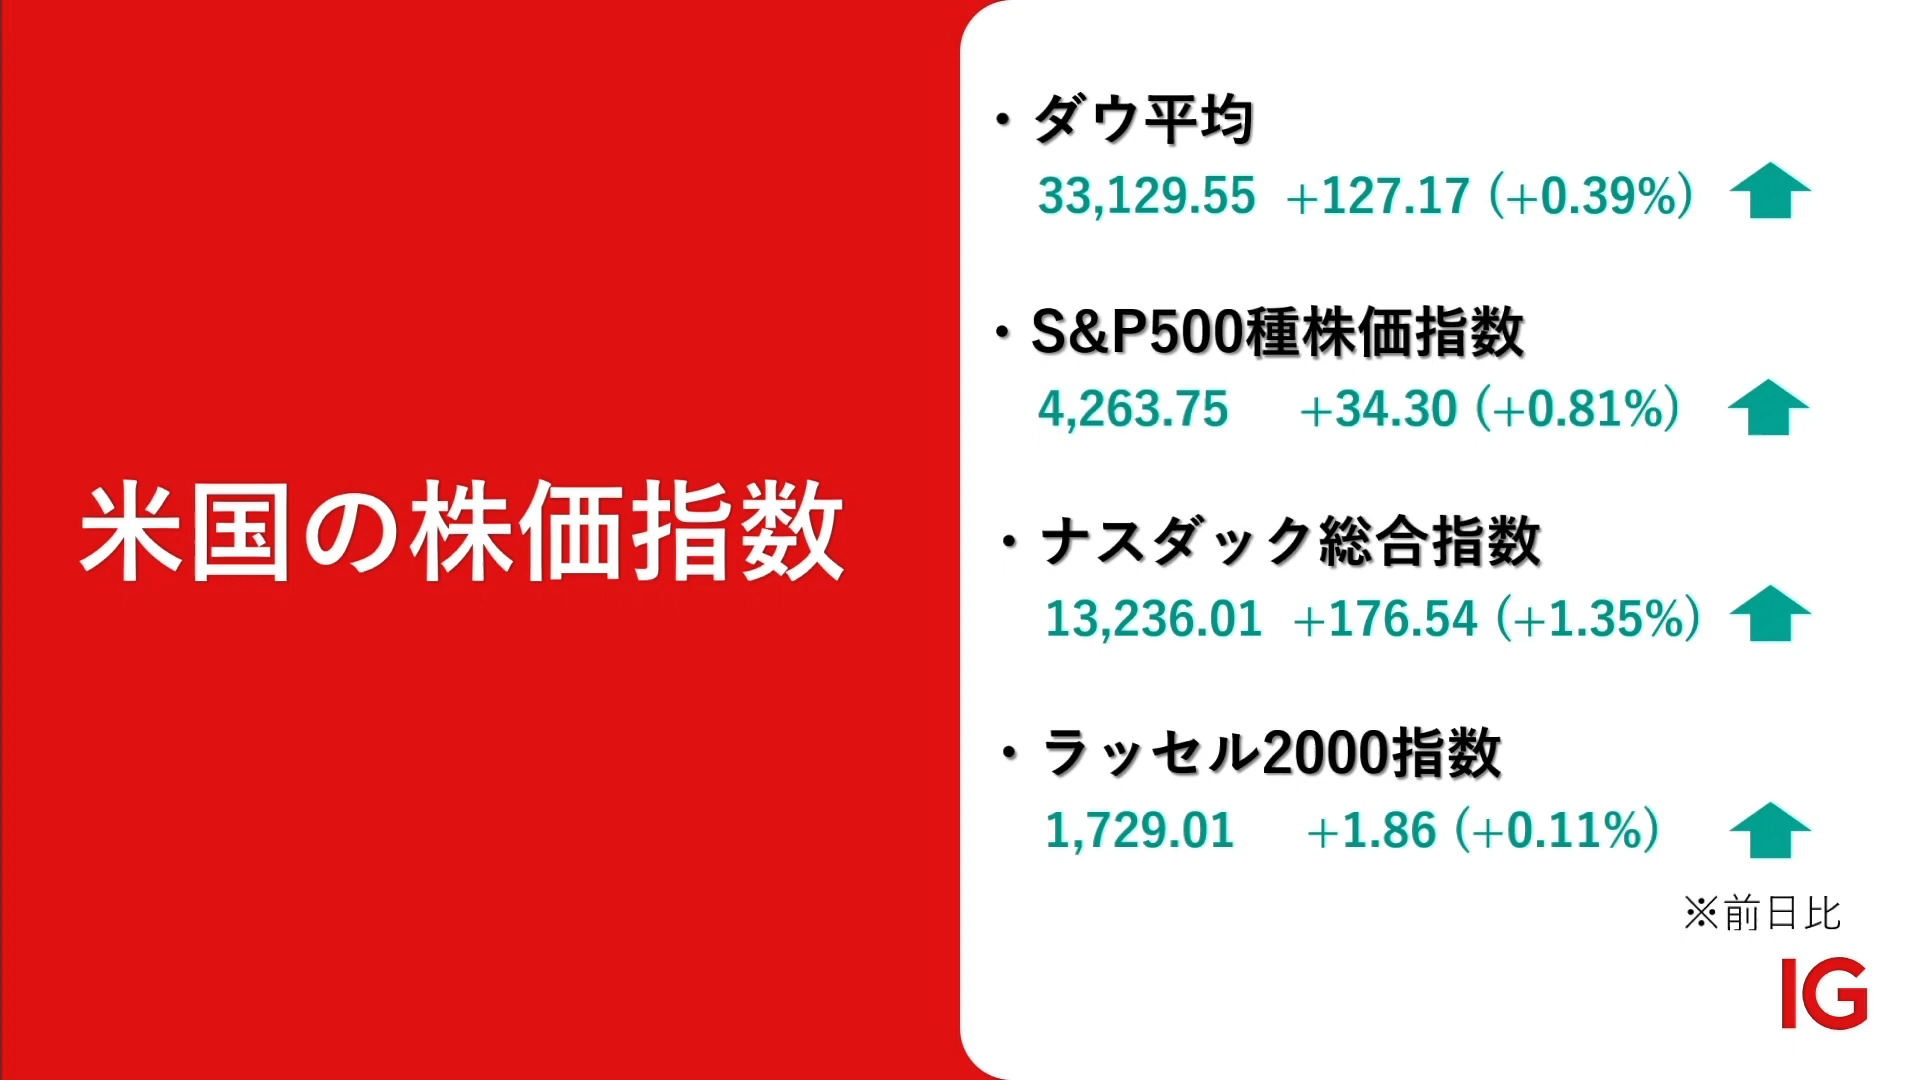 米国の株価指数
・ダウ平均
33,129.55 +127.17 (+0.39%)
・S&P500種株価指数
4,263.75 +34.30 (+0.81%)
・ナスダック総合指数
13,236.01 +176.54 (+1.35%)
・ラッセル2000指数
1,729.01 +1.86 (+0.11%)
※前日比
IG